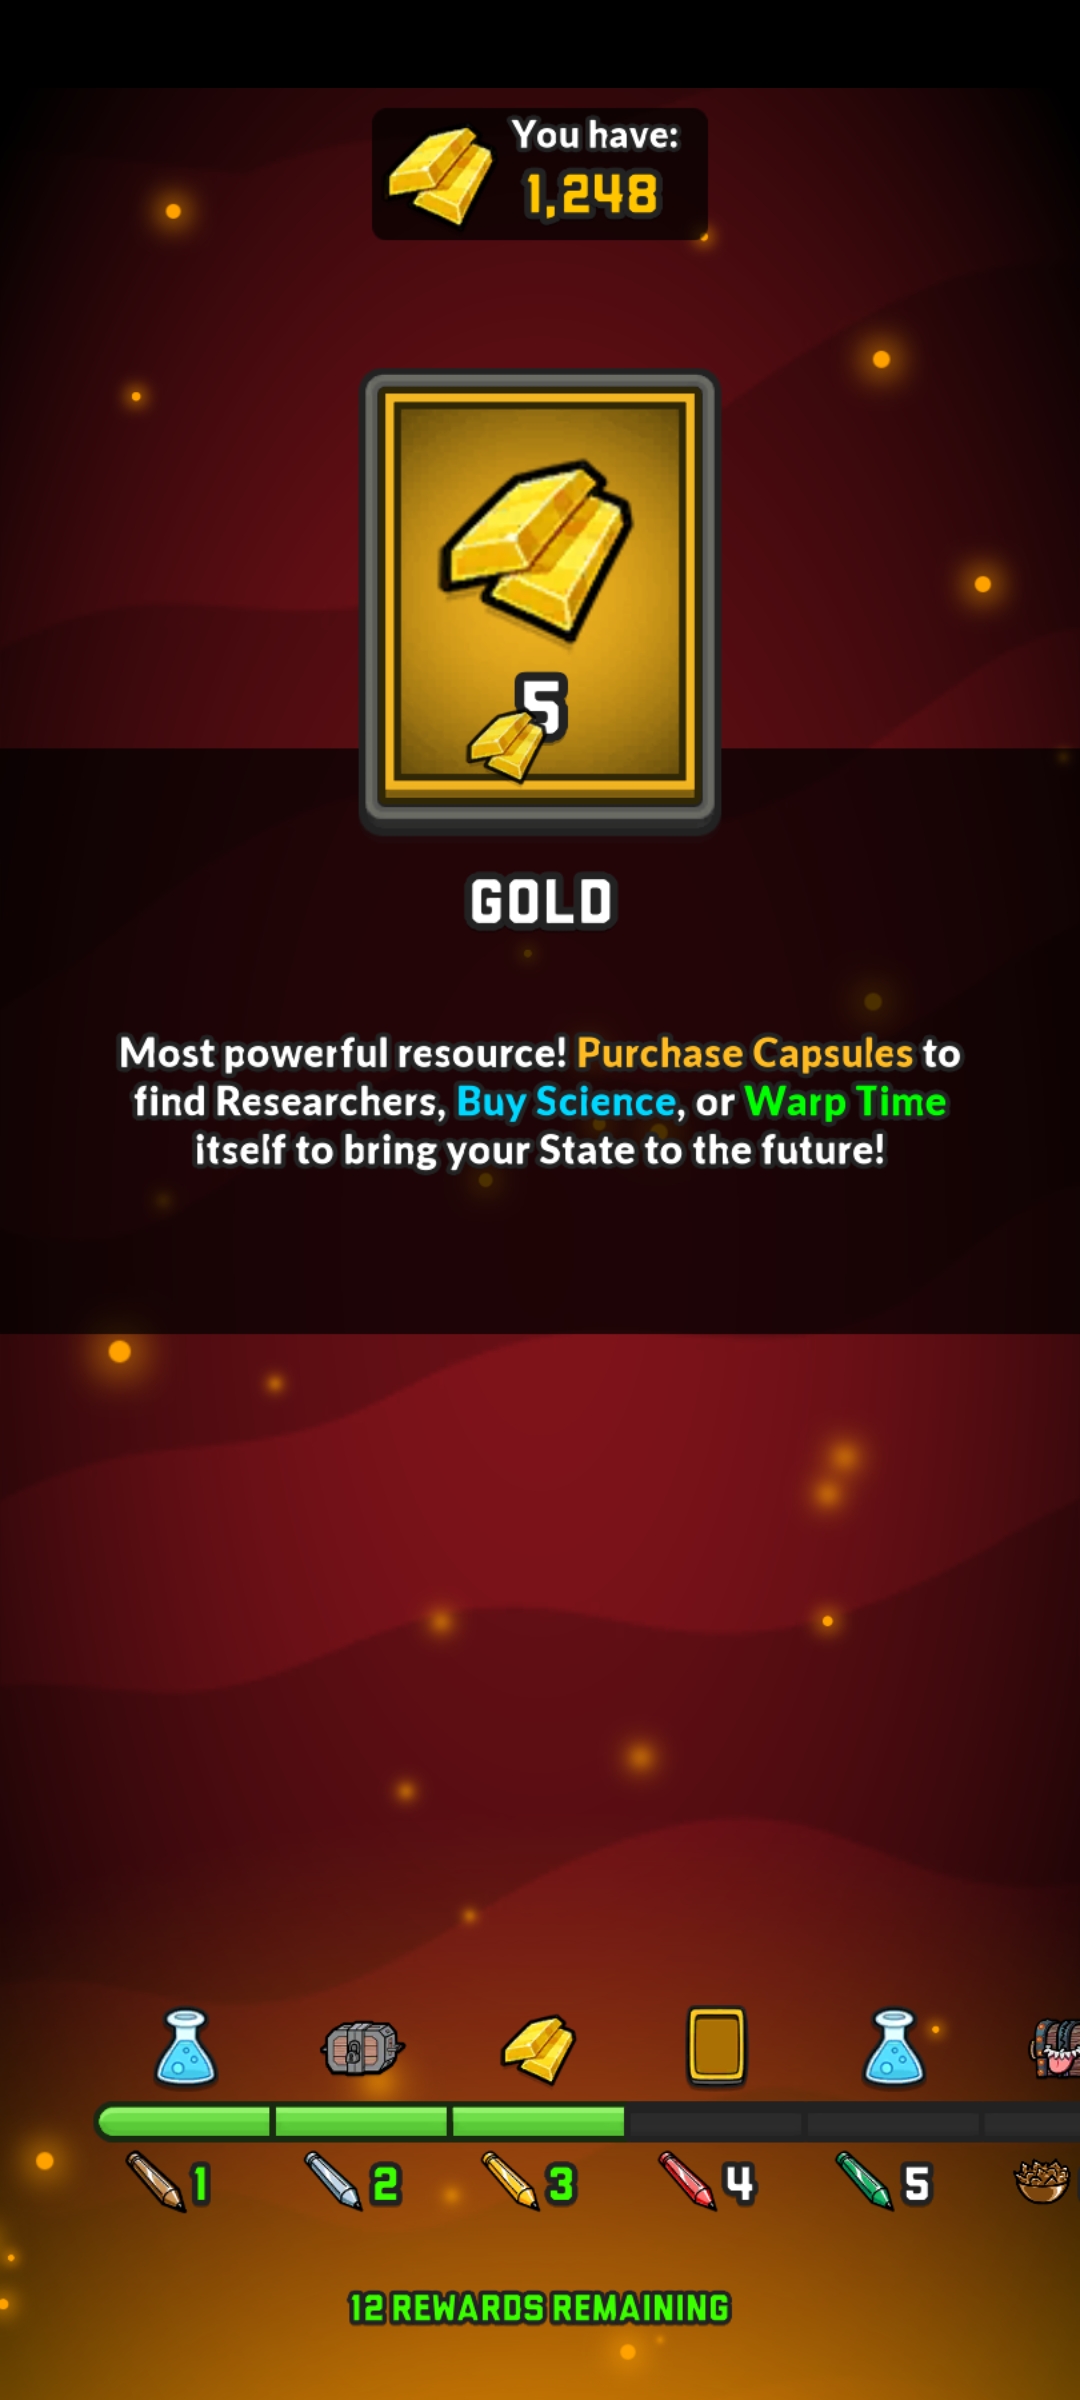 You have:
1,248
5
GOLD
Most powerful resource! Purchase Capsules to
find Researchers, Buy Science, or Warp Time
itself to bring your State to the future!
1 2 3 4 5
12 REWARDS REMAINING